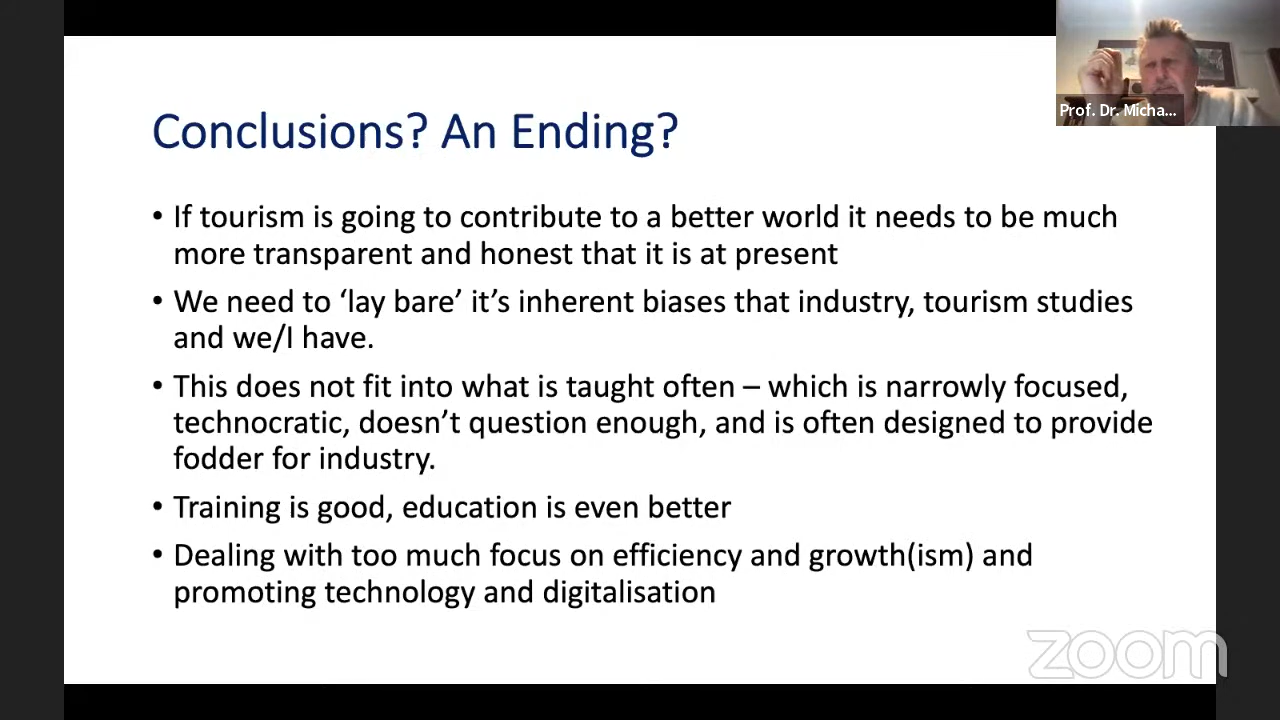 Prof. Dr. Micha...
Conclusions? An Ending?
• If tourism is going to contribute to a better world it needs to be much
more transparent and honest that it is at present
• We need to ‘lay bare’ it’s inherent biases that industry, tourism studies
and we/I have.
• This does not fit into what is taught often – which is narrowly focused,
technocratic, doesn’t question enough, and is often designed to provide
fodder for industry.
• Training is good, education is even better
• Dealing with too much focus on efficiency and growth(ism) and
promoting technology and digitalisation
zoom